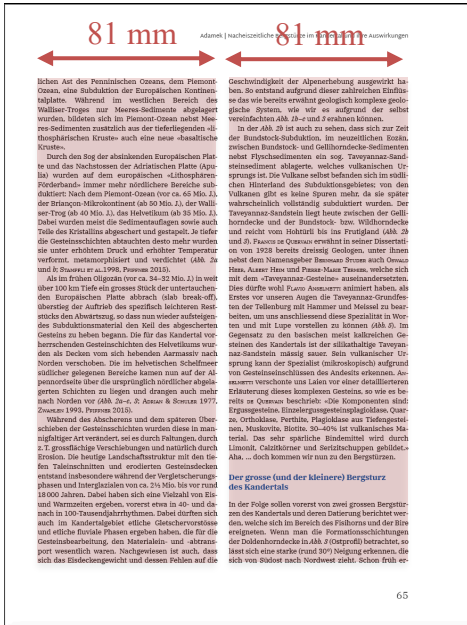 81 mm
81 mm
Adamek | Nacheiszeitliche Bergstürze im Kandertal und ihre Auswirkungen
lichen Ast des Penninischen Ozeans, dem Piemont-
Ozean, eine Subduktion der Europäischen Kontinen-
talplatte. Während im westlichen Bereich des
Walliser-Troges nur Meeres-Sedimente abgelagert
wurden, bildeten sich im Piemont-Ozean nebst Mee-
res-Sedimenten zusätzlich aus der tieferliegenden «li-
thosphärischen Kruste» auch eine neue «basaltische
Kruste».
Durch den Sog der absinkenden Europäischen Plat-
te und das Nachstossen der Adriatischen Platte (Apu-
lia) wurden auf dem europäischen «Lithosphären-
Förderband» immer mehr nördlichere Bereiche sub-
duktiert: Nach dem Piemont-Ozean (vor ca. 65 Mio. J.),
der Briançon-Mikrokontinent (ab 50 Mio. J.), der Walli-
ser-Trog (ab 40 Mio. J.), das Helvetikum (ab 35 Mio. J.).
Dabei wurden meist die Sedimentauflagen sowie auch
Teile des Kristallins abgeschert und gestapelt. Je tiefer
die Gesteinsschichten abtauchten desto mehr wurden
sie unter erhöhtem Druck und erhöhter Temperatur
verformt, metamorphisiert und verdichtet (Abb. 2a
und b; Stampfli et al. 1998, Pfiffner 2015).
Als im frühen Oligozän (vor ca. 34–32 Mio. J.) in weit
über 100 km Tiefe ein grosses Stück der untertauchen-
den Europäischen Platte abbrach (slab break-off),
überstieg der Auftrieb des spezifisch leichteren Rest-
stücks den Abwärtszug, so dass nun wieder aufsteigen-
des Subduktionsmaterial den Keil des abgescherten
Gesteins zu heben begann. Die für das Kandertal vor-
herrschenden Gesteinsschichten des Helvetikums wur-
den als Decken vom sich hebenden Aarmassiv nach
Norden verschoben. Die im helvetischen Schelfmeer
südlicher gelegenen Bereiche kamen nun auf der Al-
pennordseite über die ursprünglich nördlicher abgela-
gerten Schichten zu liegen und drangen auch mehr
nach Norden vor (Abb. 2a–c, 3; Adrian & Schuler 1977,
Zwahlen 1993, Pfiffner 2015).
Während des Abscherens und dem späteren Über-
schieben der Gesteinsschichten wurden diese in man-
nigfaltiger Art verändert, sei es durch Faltungen, durch
z. T. grossflächige Verschiebungen und natürlich durch
Erosion. Die heutige Landschaftsstruktur mit den tie-
fen Taleinschnitten und erodierten Gesteinsdecken
entstand insbesondere während der Vergletscherungs-
phasen und Interglazialen von ca. 2½ Mio. bis vor rund
18 000 Jahren. Dabei haben sich eine Vielzahl von Eis-
und Warmzeiten ergeben, vorerst etwa in 40- und da-
nach in 100-Tausendjahrrhythmen. Dabei dürften sich
auch im Kandertalgebiet etliche Gletschervorstösse
und etliche fluviale Phasen ergeben haben, die für die
Gesteinsbearbeitung, den Materialein- und -abtrans-
port wesentlich waren. Nachgewiesen ist auch, dass
sich das Eisdeckengewicht und dessen Fehlen auf die
Geschwindigkeit der Alpenerhebung ausgewirkt ha-
ben. So entstand aufgrund dieser zahlreichen Einflüs-
se das wie bereits erwähnt geologisch komplexe geolo-
gische System, wie wir es aufgrund der selbst
vereinfachten Abb. 2b–c und 3 erahnen können.
In der Abb. 2b ist auch zu sehen, dass sich zur Zeit
der Bundstock-Subduktion, im neuzeitlichen Eozän,
zwischen Bundstock- und Gellihorndecke-Sedimenten
nebst Flyschsedimenten ein sog. Taveyannaz-Sand-
steinsediment ablagerte, welches vulkanischen Ur-
sprungs ist. Die Vulkane selbst befanden sich im südli-
chen Hinterland des Subduktionsgebietes; von den
Vulkanen gibt es keine Spuren mehr, da sie später
wahrscheinlich vollständig subduktiert wurden. Der
Taveyannaz-Sandstein liegt heute zwischen der Gelli-
horndecke und der Bundstock- bzw. Wildhorndecke
und reicht vom Hohtürli bis ins Frutigland (Abb. 2b
und 3). Francis de Quervain erwähnt in seiner Dissertati-
on von 1928 bereits dreissig Geologen, unter ihnen
nebst dem Namensgeber Bernhard Studer auch Oswald
Heer, Albert Heim und Pierre-Marie Termier, welche sich
mit dem «Taveyannaz-Gesteine» auseinandersetzten.
Dies dürfte wohl Flavio Anselmetti animiert haben, als
Erstes vor unseren Augen die Taveyannaz-Grundfes-
ten der Tellenburg mit Hammer und Meissel zu bear-
beiten, um uns anschliessend diese Spezialität in Wor-
ten und mit Lupe vorstellen zu können (Abb. 5). Im
Gegensatz zu den basischen meist kalkreichen Ge-
steinen des Kandertals ist der silikathaltige Taveyan-
naz-Sandstein mässig sauer. Sein vulkanischer Ur-
sprung kann der Spezialist (mikroskopisch) aufgrund
von Gesteinseinschlüssen des Andesits erkennen. An-
selmetti verschonte uns Laien vor einer detaillierteren
Erläuterung dieses komplexen Gesteins, so wie es be-
reits de Quervain beschrieb: «Die Komponenten sind:
Ergussgesteine, Einzelergussgesteinsplagioklase, Quar-
ze, Orthoklase, Perthite, Plagioklase aus Tiefengestei-
nen, Muskovite, Biotite. 30–40% ist vulkanisches Ma-
terial. Das sehr spärliche Bindemittel wird durch
Limonit, Calcitkörner und Serizitschuppen gebildet.»
Aha. … doch kommen wir nun zu den Bergstürzen.
Der grosse (und der kleinere) Bergsturz
des Kandertals
In der Folge sollen vorerst von zwei grossen Bergstür-
zen des Kandertals und deren Datierung berichtet wer-
den, welche sich im Bereich des Fisihorns und der Bire
ereigneten. Wenn man die Formationsschichtungen
der Doldenhorndecke in Abb. 8 (Ostprofil) betrachtet, so
lässt sich eine starke (rund 30°) Neigung erkennen, die
sich von Südost nach Nordwest zieht. Schon früh er-
65